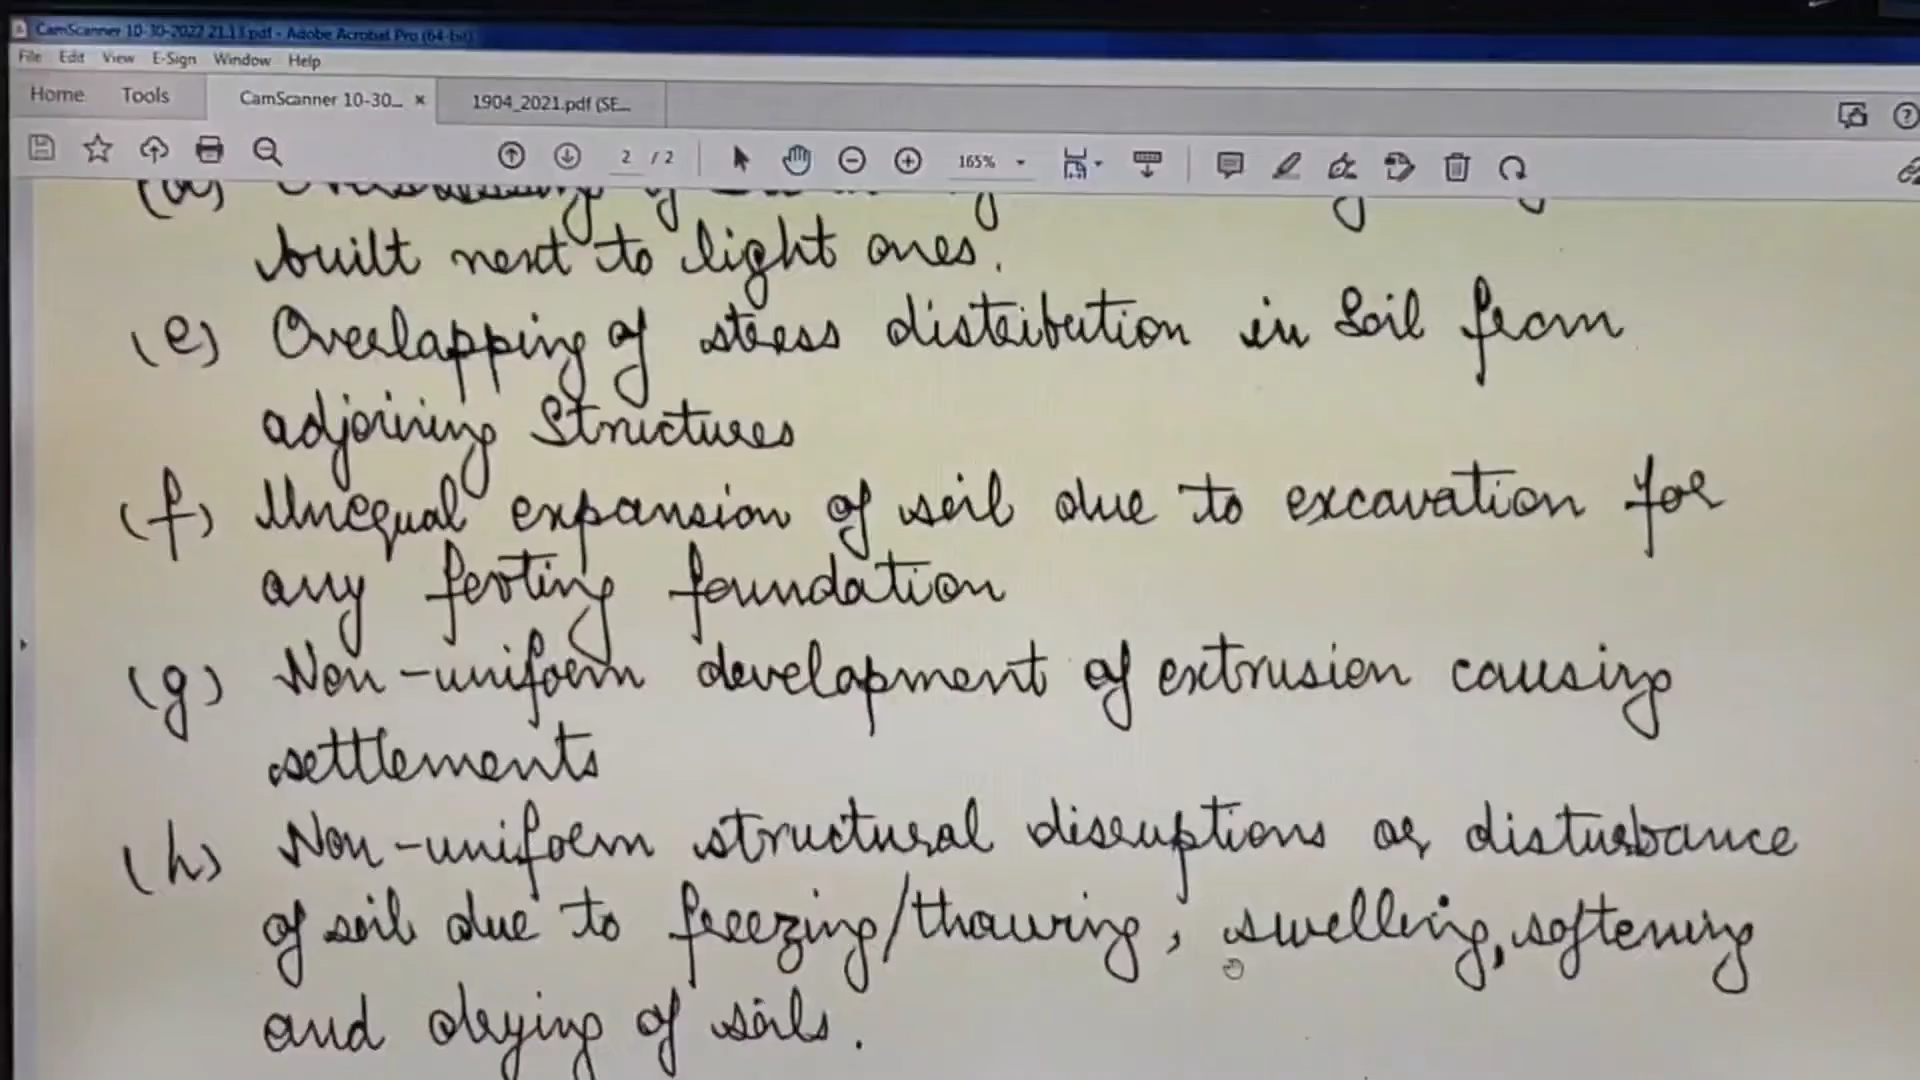 CamScanner 10-30-2022 21.13.pdf - Adobe Acrobat Pro (64-bit)
File Edit View E-Sign Window Help
Home Tools CamScanner 10-30... × 1904_2021.pdf (SE...
2 / 2 165%
built next to light ones.
(e) Overlapping of stress distribution in soil from
adjoining structures
(f) Unequal expansion of soil due to excavation for
any footing foundation
(g) Non-uniform development of extrusion causing
settlements
(h) Non-uniform structural disruptions or disturbance
of soil due to freezing/thawing, swelling, softening
and drying of soils.